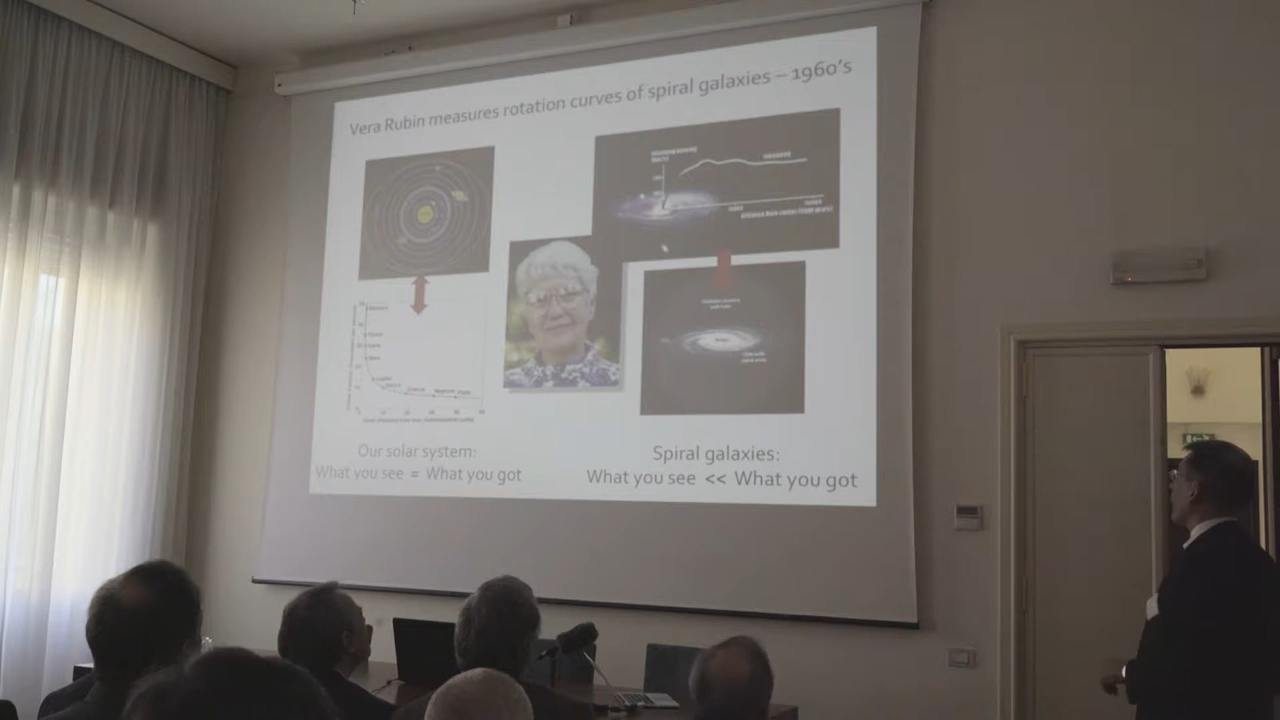 Vera Rubin measures rotation curves of spiral galaxies – 1960's
Our solar system:
What you see = What you got
Spiral galaxies:
What you see << What you got